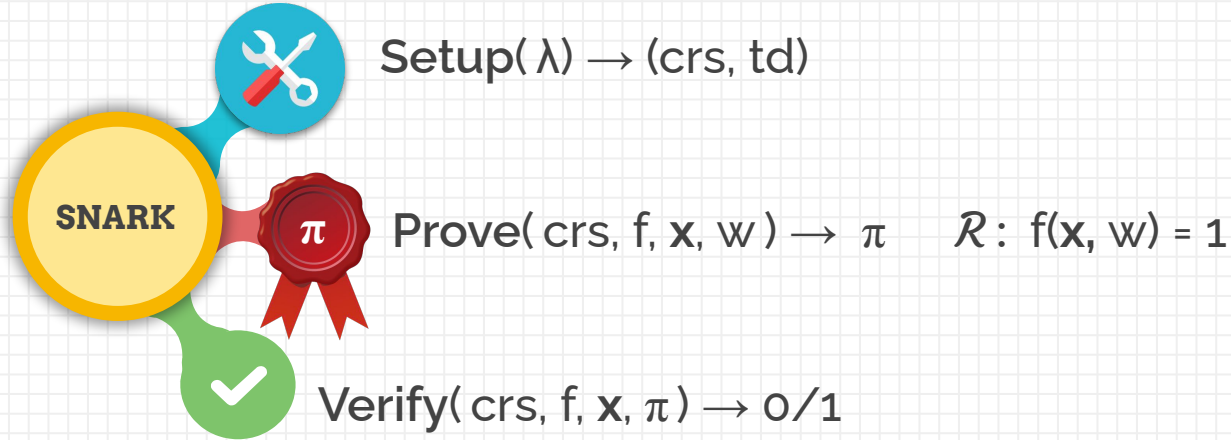 Setup( λ) → (crs, td)
SNARK
π
Prove( crs, f, x, w ) → π R : f(x, w) = 1
Verify( crs, f, x, π ) → 0/1